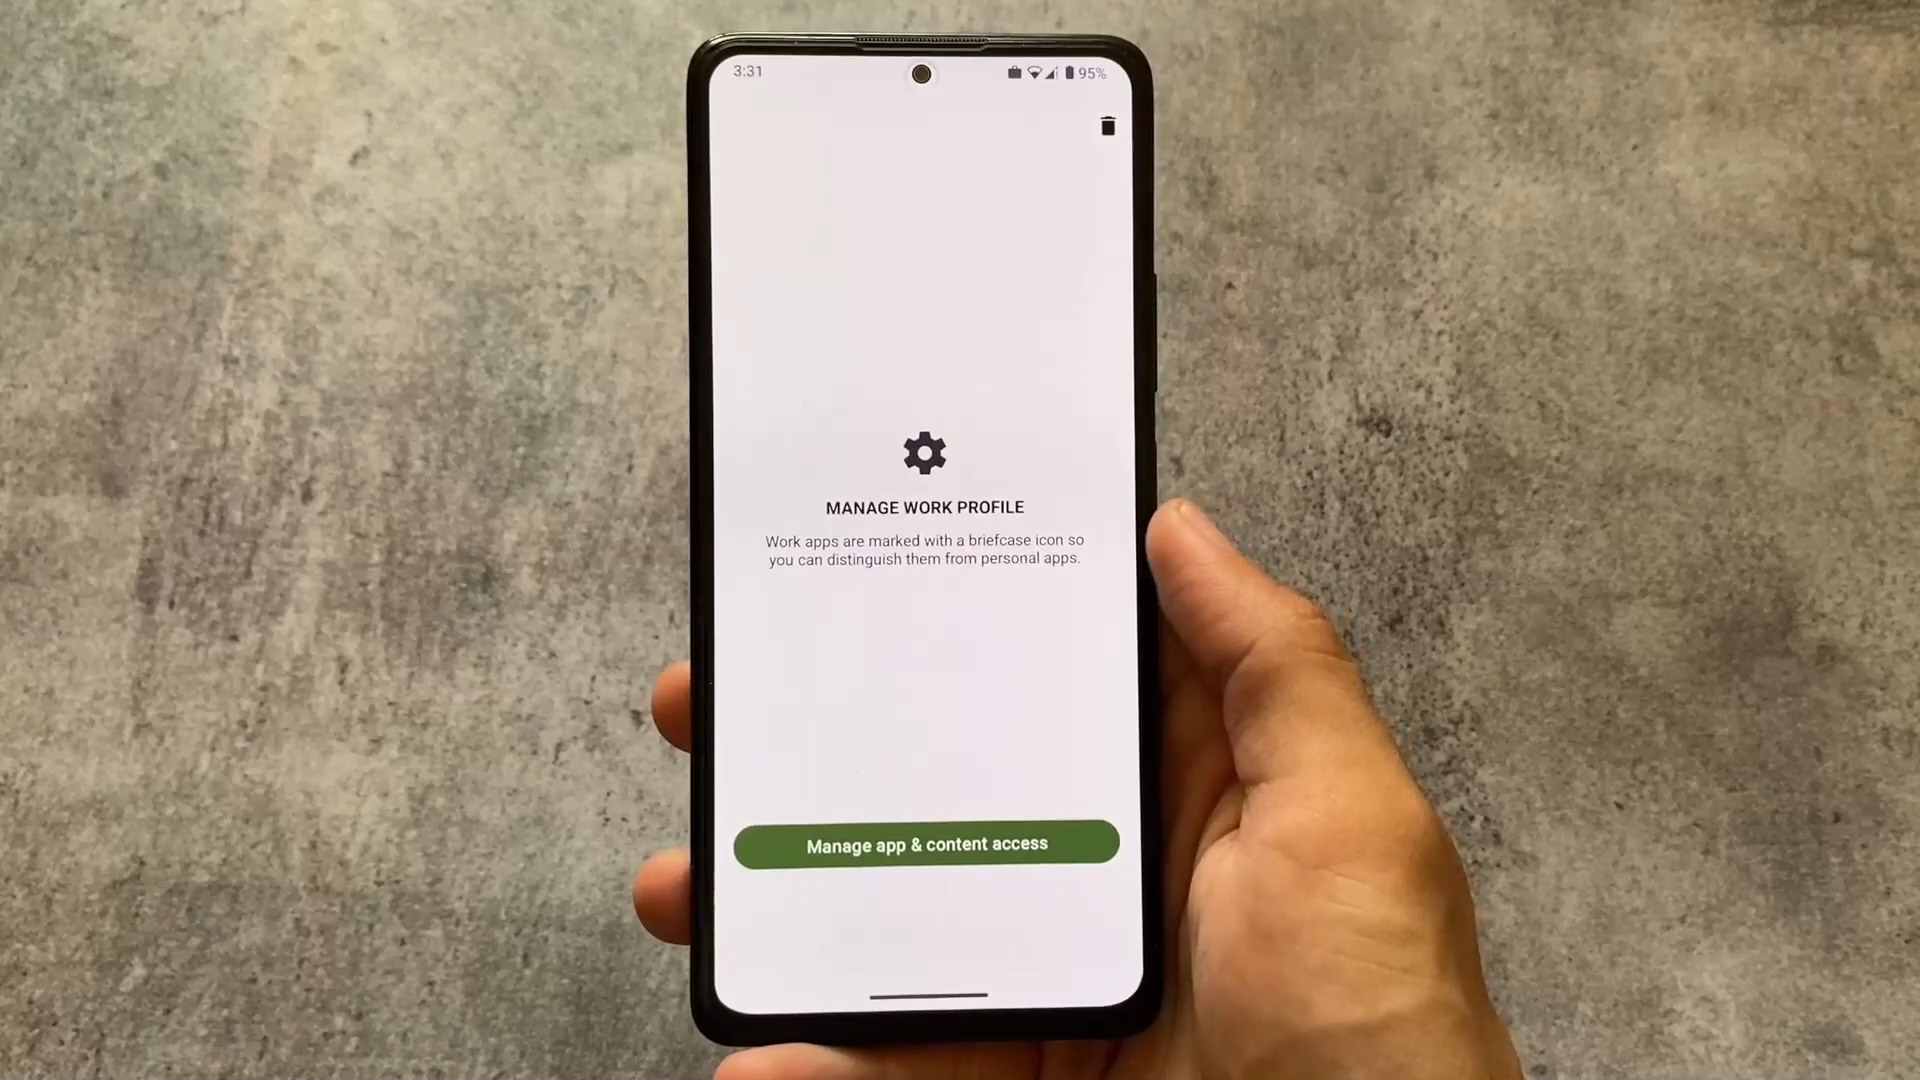 3:31
95%
MANAGE WORK PROFILE
Work apps are marked with a briefcase icon so
you can distinguish them from personal apps.
Manage app & content access